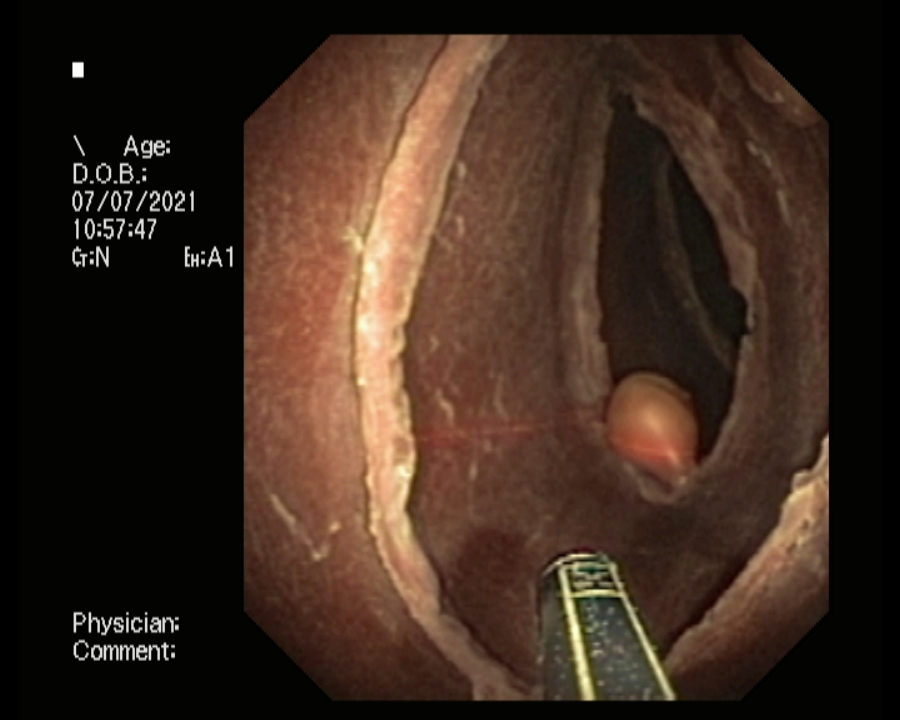 \ Age:
D.O.B.:
07/07/2021
10:57:47
Cr:N Eh:A1
Physician:
Comment: